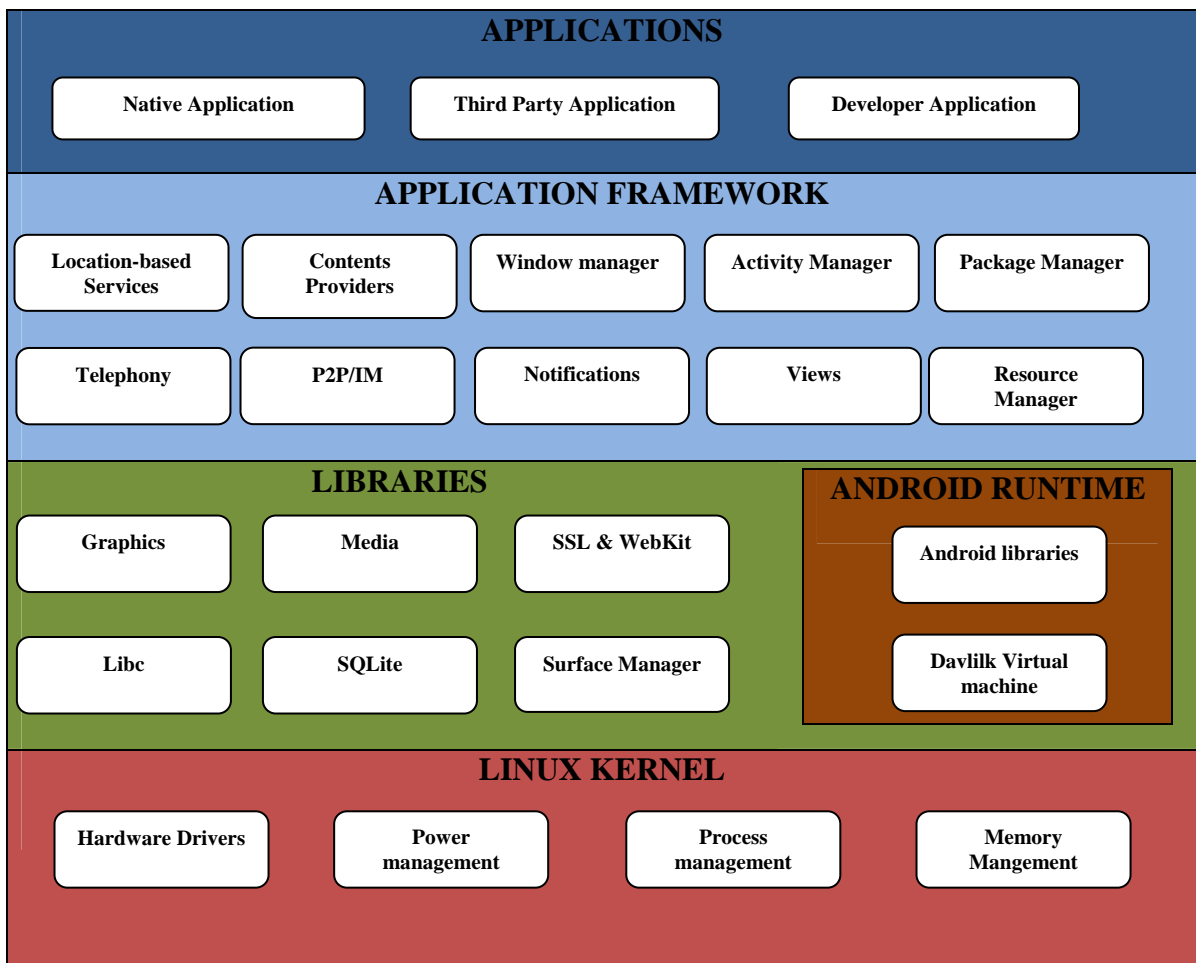 APPLICATIONS
Native Application
Third Party Application
Developer Application
APPLICATION FRAMEWORK
Location-based
Services
Contents
Providers
Window manager
Activity Manager
Package Manager
Telephony
P2P/IM
Notifications
Views
Resource
Manager
LIBRARIES
Graphics
Media
SSL & WebKit
Libc
SQLite
Surface Manager
ANDROID RUNTIME
Android libraries
Davlilk Virtual
machine
LINUX KERNEL
Hardware Drivers
Power
management
Process
management
Memory
Mangement